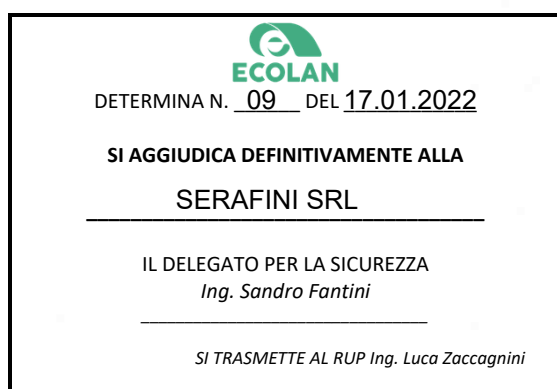 ECOLAN
DETERMINA N. 09 DEL 17.01.2022
SI AGGIUDICA DEFINITIVAMENTE ALLA
SERAFINI SRL
IL DELEGATO PER LA SICUREZZA
Ing. Sandro Fantini
SI TRASMETTE AL RUP Ing. Luca Zaccagnini